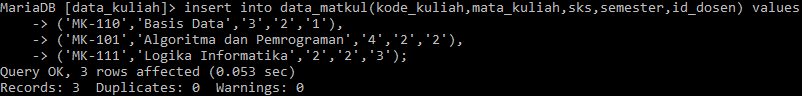 MariaDB [data_kuliah]> insert into data_matkul(kode_kuliah,mata_kuliah,sks,semester,id_dosen) values
    -> ('MK-110','Basis Data','3','2','1'),
    -> ('MK-101','Algoritma dan Pemrograman','4','2','2'),
    -> ('MK-111','Logika Informatika','2','2','3');
Query OK, 3 rows affected (0.053 sec)
Records: 3  Duplicates: 0  Warnings: 0